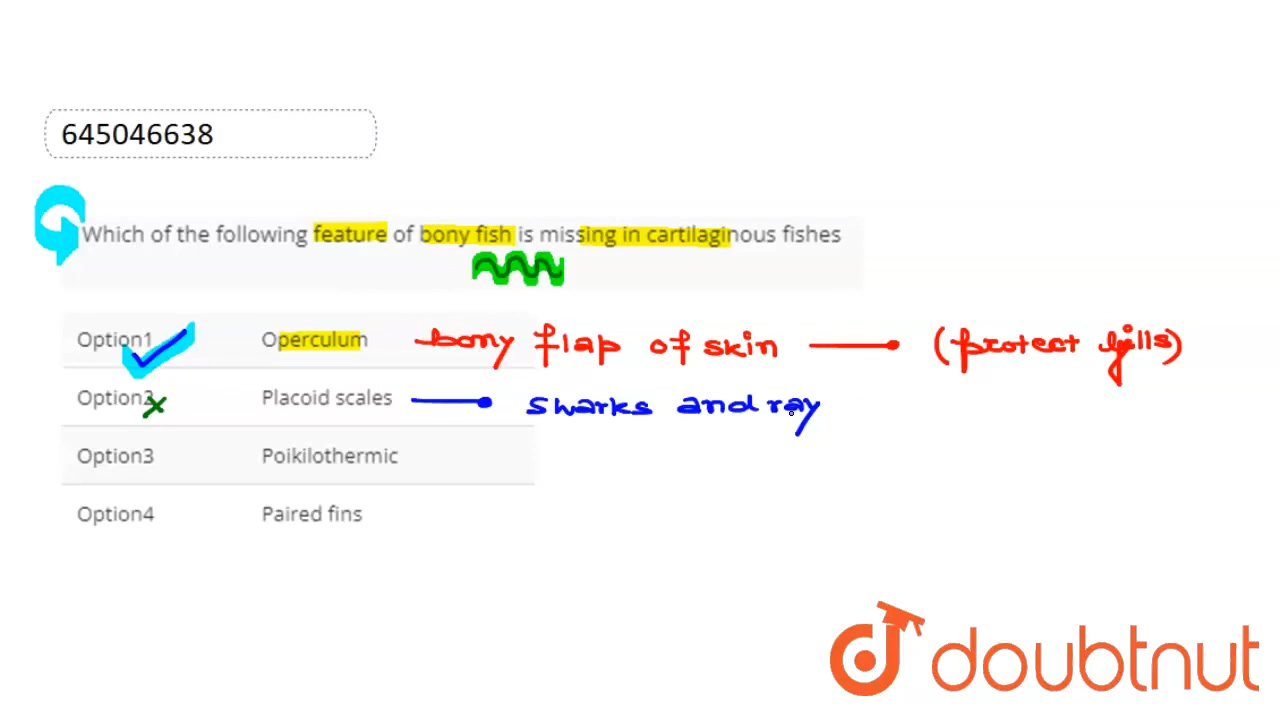 645046638
Which of the following feature of bony fish is missing in cartilaginous fishes
Option1 Operculum bony flap of skin (protect gills)
Option2 Placoid scales sharks and ray
Option3 Poikilothermic
Option4 Paired fins
doubtnut